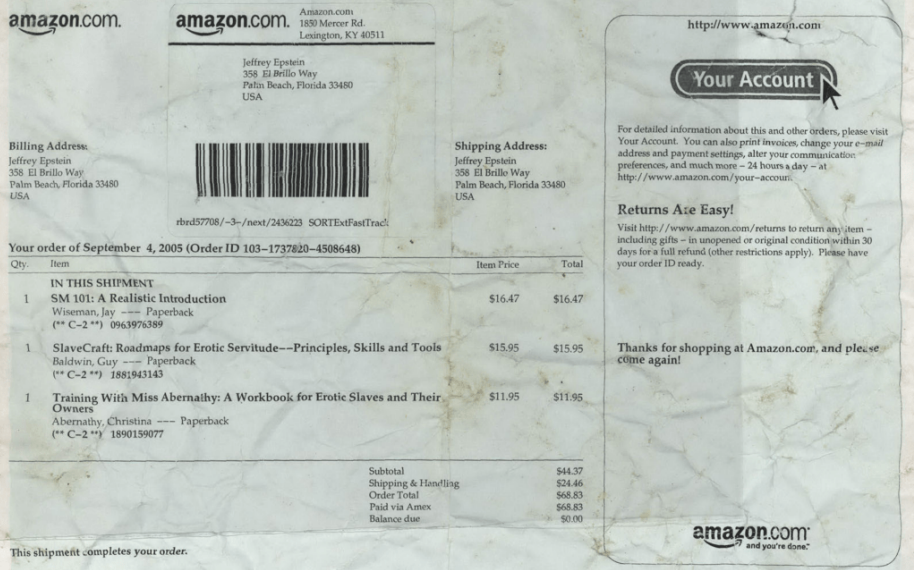 amazon.com.
amazon.com.
Amazon.com
1850 Mercer Rd.
Lexington, KY 40511
Jeffrey Epstein
358 El Brillo Way
Palm Beach, Florida 33480
USA
Billing Address:
Jeffrey Epstein
358 El Brillo Way
Palm Beach, Florida 33480
USA
Shipping Address:
Jeffrey Epstein
358 El Brillo Way
Palm Beach, Florida 33480
USA
rbrd57708/-3-/next/2436223 SORTExtFastTrac
Your order of September 4, 2005 (Order ID 103-1737820-4508648)
Qty. Item Item Price Total
IN THIS SHIPMENT
1 SM 101: A Realistic Introduction $16.47 $16.47
Wiseman, Jay --- Paperback
(** C-2 **) 0963976389
1 SlaveCraft: Roadmaps for Erotic Servitude--Principles, Skills and Tools $15.95 $15.95
Baldwin, Guy --- Paperback
(** C-2 **) 1881943143
1 Training With Miss Abernathy: A Workbook for Erotic Slaves and Their $11.95 $11.95
Owners
Abernathy, Christina --- Paperback
(** C-2 **) 1890159077
Subtotal $44.37
Shipping & Handling $24.46
Order Total $68.83
Paid via Amex $68.83
Balance due $0.00
This shipment completes your order.
http://www.amazon.com
Your Account
For detailed information about this and other orders, please visit
Your Account. You can also print invoices, change your e-mail
address and payment settings, alter your communication
preferences, and much more - 24 hours a day - at
http://www.amazon.com/your-account.
Returns Are Easy!
Visit http://www.amazon.com/returns to return any item -
including gifts - in unopened or original condition within 30
days for a full refund (other restrictions apply). Please have
your order ID ready.
Thanks for shopping at Amazon.com, and please
come again!
amazon.com
and you're done.